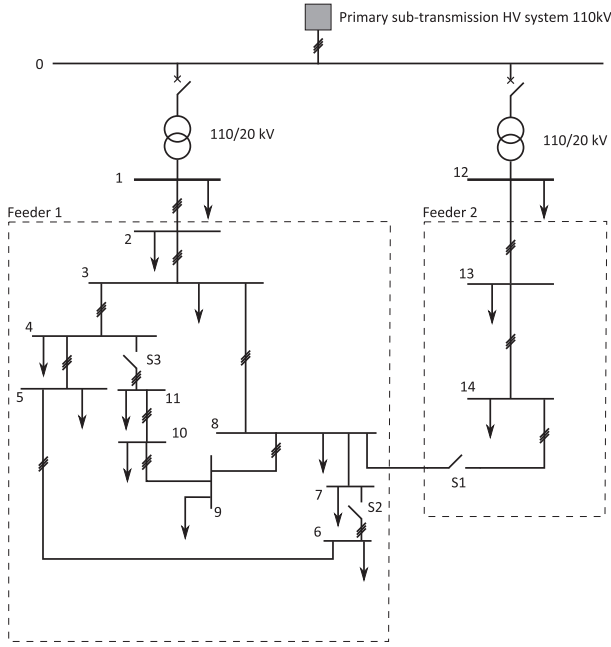 Primary sub-transmission HV system 110kV
0
110/20 kV
110/20 kV
1
12
Feeder 1
Feeder 2
2
3
13
4
S3
5
11
14
8
10
S1
7
S2
9
6